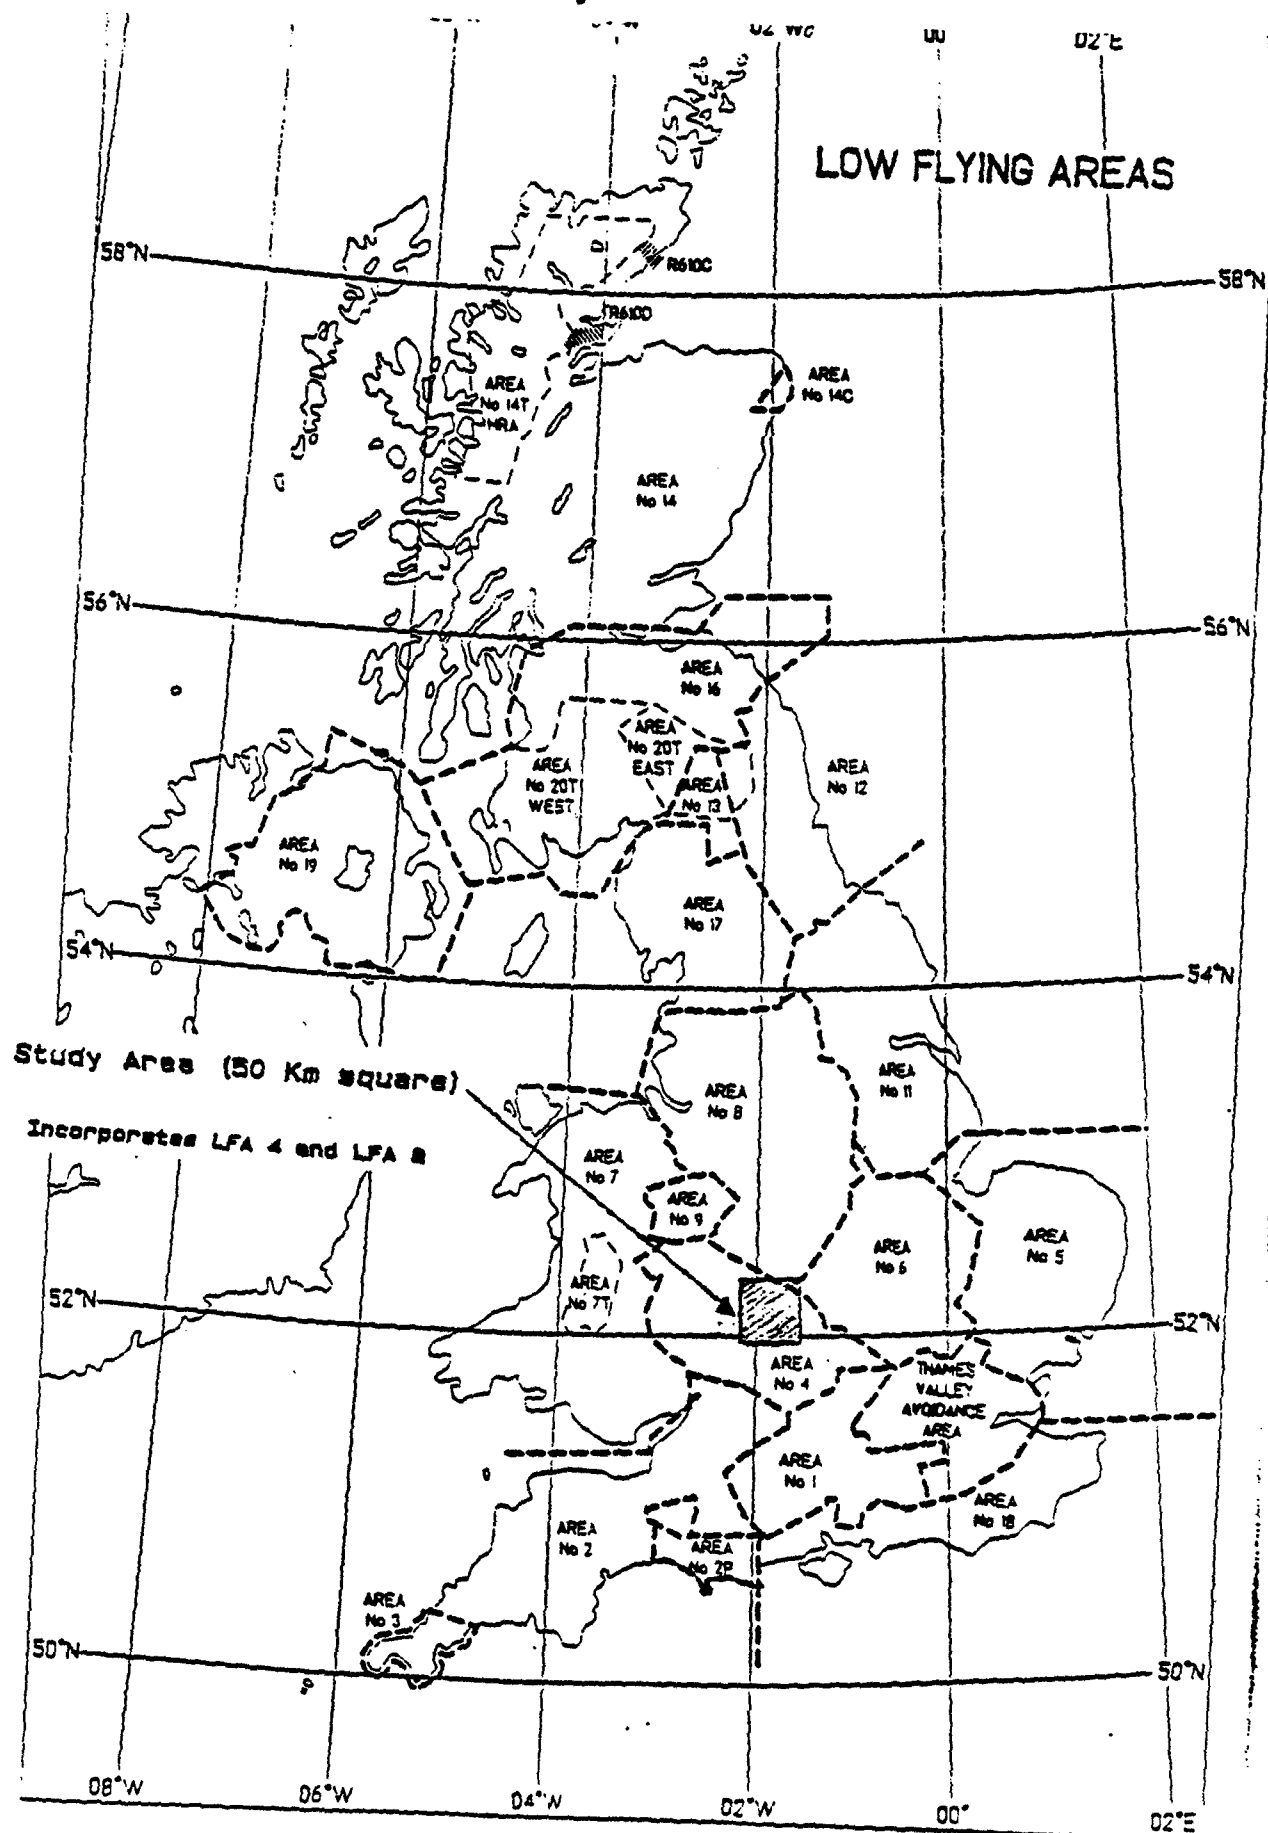 02°E
LOW FLYING AREAS
58°N
R610C
58°N
R610D
AREA
No 14T
HRA
AREA
No 14C
AREA
No 14
56°N
56°N
AREA
No 16
AREA
No 20T
EAST
AREA
No 20T
WEST
AREA
No 13
AREA
No 12
AREA
No 19
AREA
No 17
54°N
54°N
Study Area (50 Km square)
Incorporates LFA 4 and LFA 8
AREA
No 8
AREA
No 11
AREA
No 7
AREA
No 9
AREA
No 6
AREA
No 5
AREA
No 7T
52°N
52°N
AREA
No 4
THAMES
VALLEY
AVOIDANCE
AREA
AREA
No 1
AREA
No 18
AREA
No 2
AREA
No 2P
AREA
No 3
50°N
50°N
08°W
06°W
04°W
02°W
00°
02°E